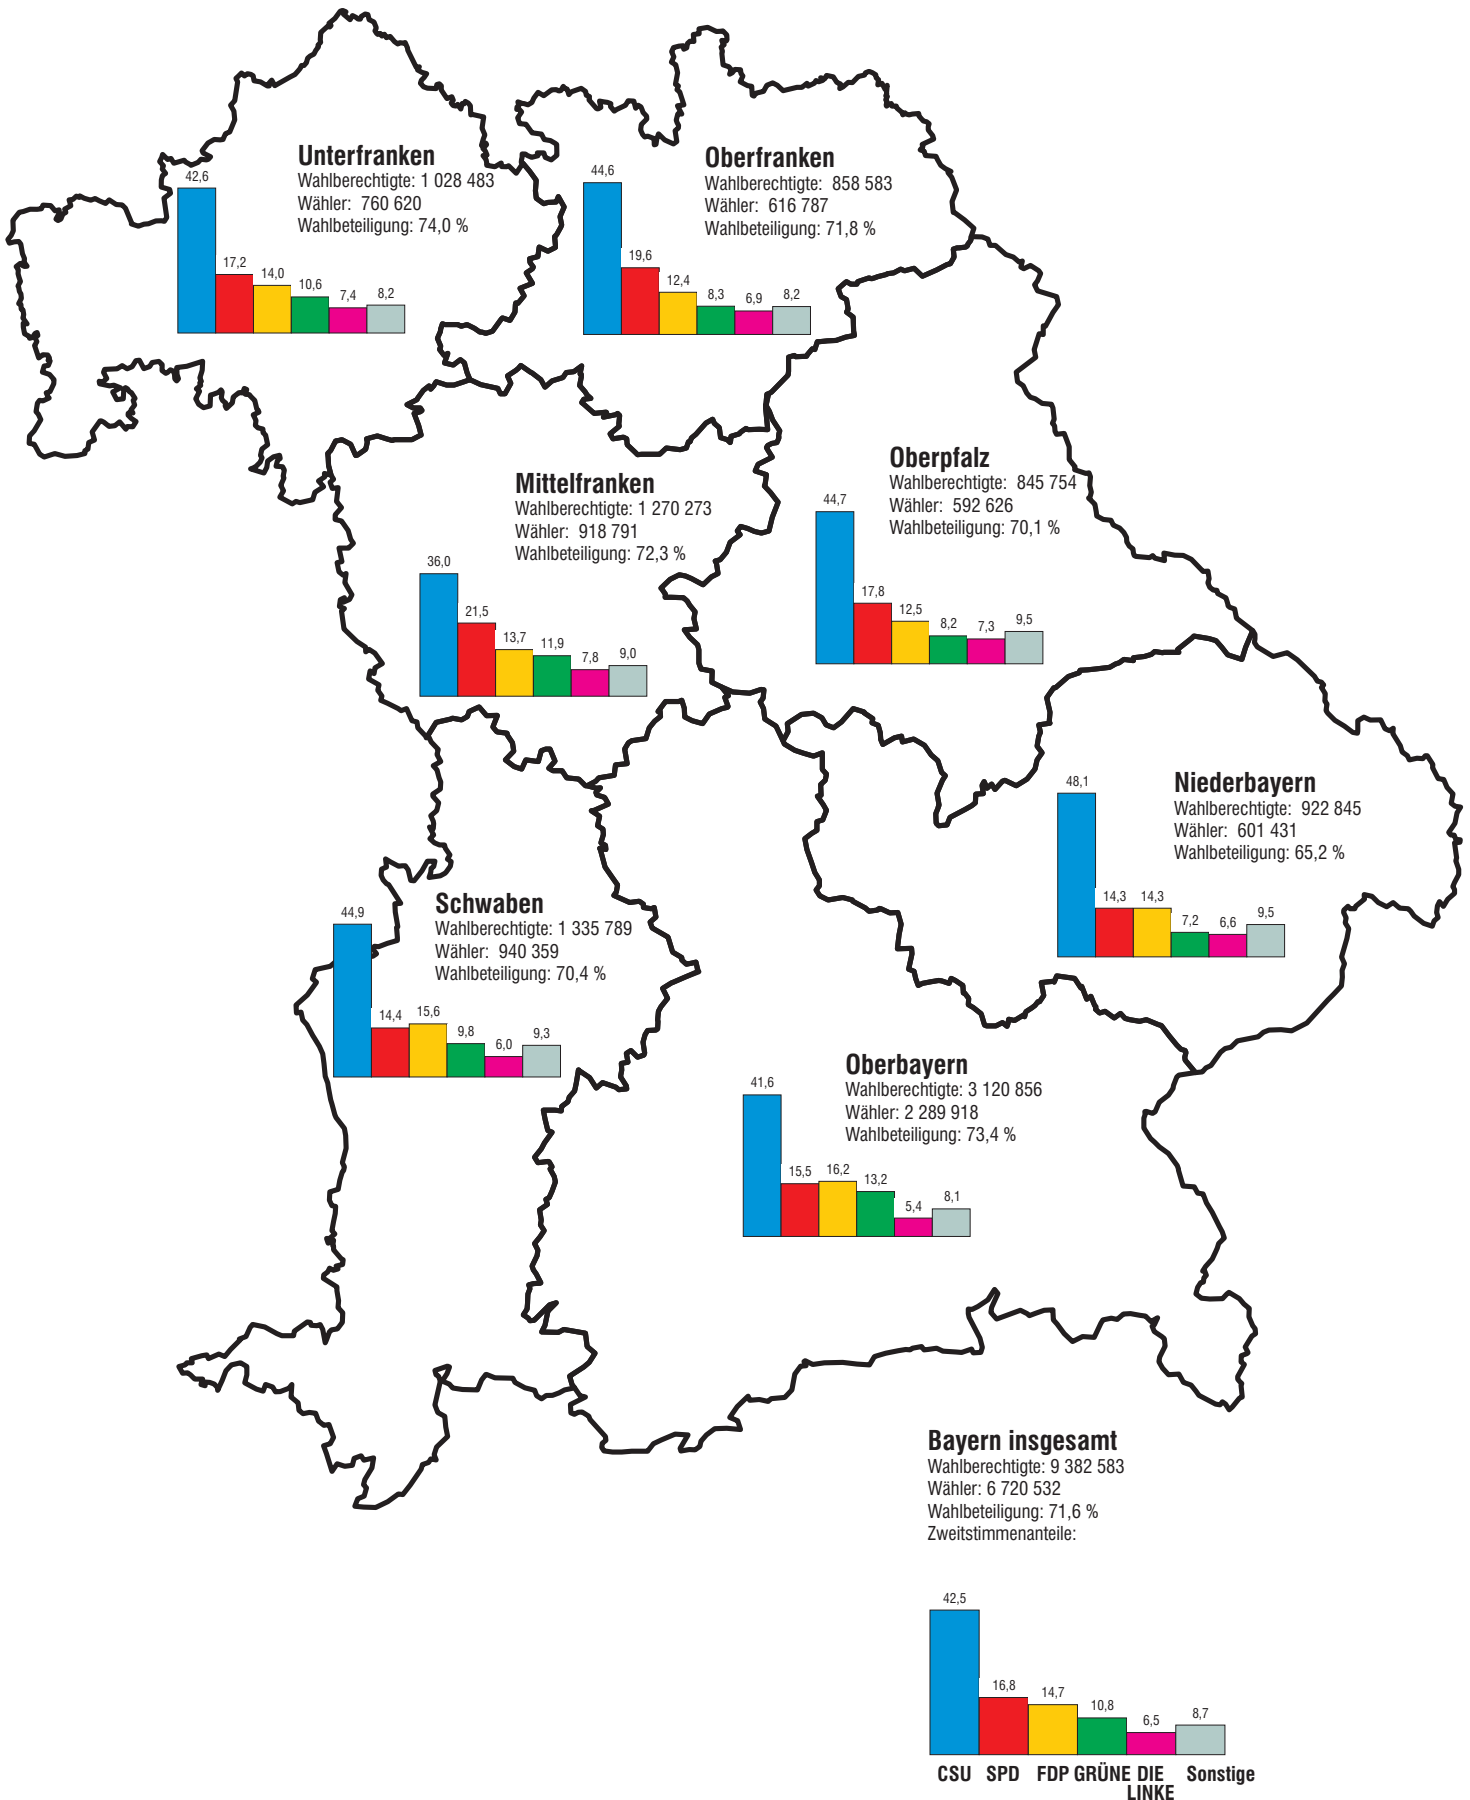 Unterfranken
Wahlberechtigte: 1 028 483
Wähler: 760 620
Wahlbeteiligung: 74,0 %
42,6
17,2
14,0
10,6
7,4
8,2
Oberfranken
Wahlberechtigte: 858 583
Wähler: 616 787
Wahlbeteiligung: 71,8 %
44,6
19,6
12,4
8,3
6,9
8,2
Mittelfranken
Wahlberechtigte: 1 270 273
Wähler: 918 791
Wahlbeteiligung: 72,3 %
36,0
21,5
13,7
11,9
7,8
9,0
Oberpfalz
Wahlberechtigte: 845 754
Wähler: 592 626
Wahlbeteiligung: 70,1 %
44,7
17,8
12,5
8,2
7,3
9,5
Niederbayern
Wahlberechtigte: 922 845
Wähler: 601 431
Wahlbeteiligung: 65,2 %
48,1
14,3
14,3
7,2
6,6
9,5
Schwaben
Wahlberechtigte: 1 335 789
Wähler: 940 359
Wahlbeteiligung: 70,4 %
44,9
14,4
15,6
9,8
6,0
9,3
Oberbayern
Wahlberechtigte: 3 120 856
Wähler: 2 289 918
Wahlbeteiligung: 73,4 %
41,6
15,5
16,2
13,2
5,4
8,1
Bayern insgesamt
Wahlberechtigte: 9 382 583
Wähler: 6 720 532
Wahlbeteiligung: 71,6 %
Zweitstimmenanteile:
42,5
16,8
14,7
10,8
6,5
8,7
CSU SPD FDP GRÜNE DIE Sonstige
LINKE